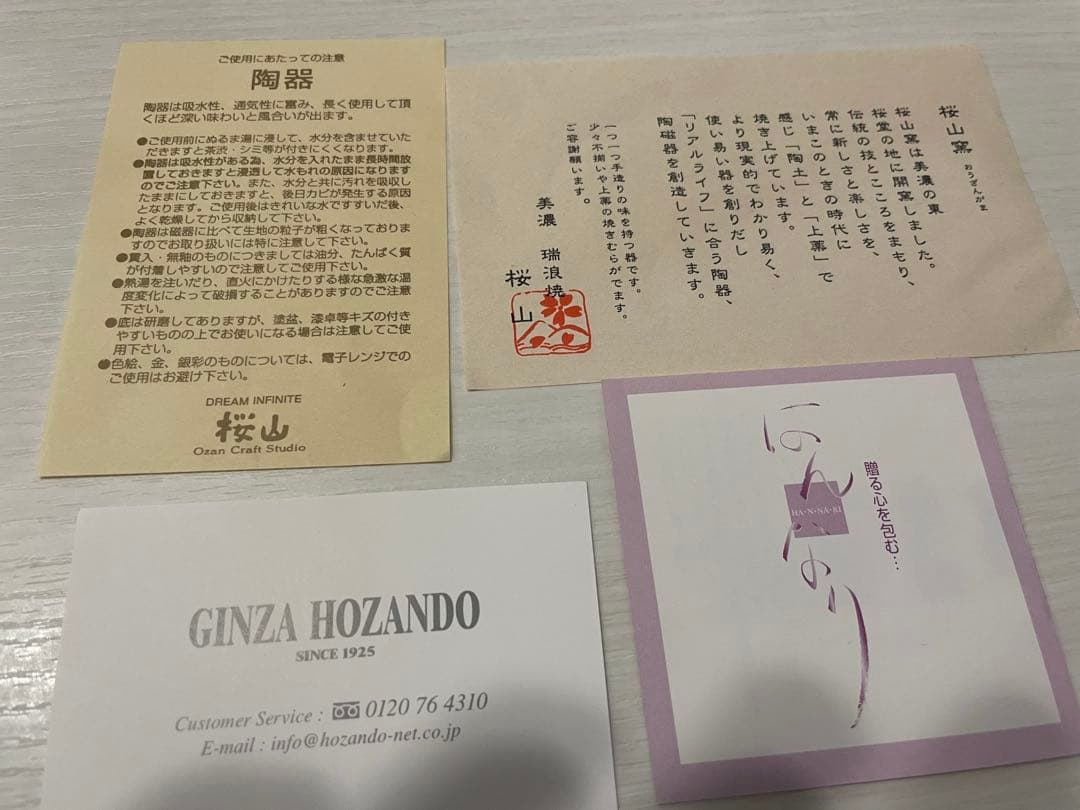 ご使用にあたっての注意
陶器
陶器は吸水性、通気性に富み、長く使用して頂
くほど深い味わいと風合いが出ます。
●ご使用前にぬるま湯に浸して、水分を含ませていた
だきますと茶渋・シミ等が付きにくくなります。
●陶器は吸水性がある為、水分を入れたまま長時間放
置しておきますと浸透して水もれの原因になります
のでご注意下さい。また、水分と共に汚れを吸収し
たままにしておきますと、後日カビが発生する原因
となります。ご使用後はきれいな水ですすいだ後、
よく乾燥してから収納して下さい。
●陶器は磁器に比べて生地の粒子が粗くなっており
ますのでお取り扱いには特に注意して下さい。
●貫入・無釉のものにつきましては油分、たんぱく質
が付着しやすいので注意してご使用下さい。
●熱湯を注いだり、直火にかけたりする様な急激な温
度変化によって破損することがありますのでご注意
下さい。
●底は研磨してありますが、塗盆、漆卓等キズの付き
やすいものの上でお使いになる場合は注意してご使
用下さい。
●色絵、金、銀彩のものについては、電子レンジでの
ご使用はお避け下さい。
DREAM INFINITE
桜山
Ozan Craft Studio
桜山窯 おうざんがま
桜山窯は美濃の東
桜堂の地に開窯しました。
伝統の技とこころをまもり、
常に新しさと楽しさを、
いまこのときの時代に
感じ「陶土」と「上薬」で
焼き上げています。
より現実的でわかり易く、
使い易い器を創りだし
「リアルライフ」に合う陶器、
陶磁器を創造していきます。
一つ一つ手造りの味を持つ器です。
少々不揃いや上薬の焼きむらがでます。
ご容謝願います。
美濃 瑞浪焼
桜山
GINZA HOZANDO
SINCE 1925
Customer Service : 0120 76 4310
E-mail : info@hozando-net.co.jp
贈る心を包む…
はんなり
HA・N・NA・RI